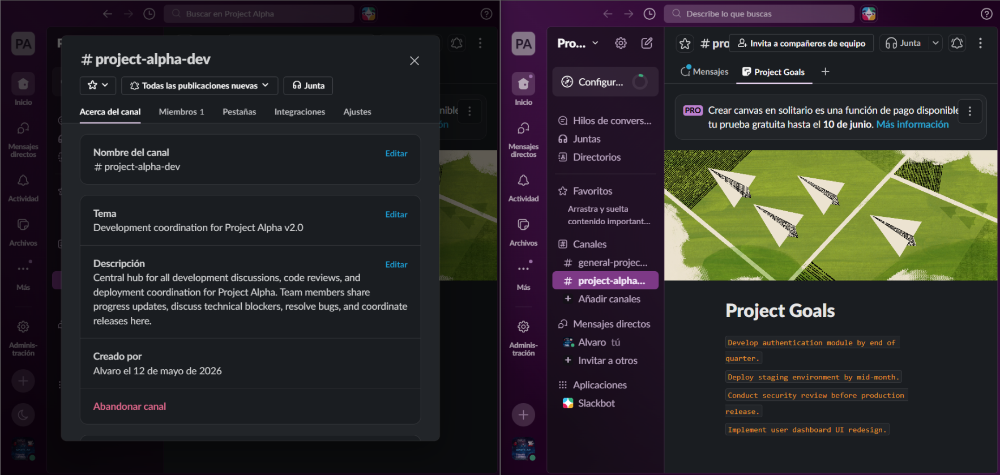 Buscar en Project Alpha
PA
Inicio
Mensajes
directos
Actividad
Archivos
Más
Adminis-
tración
# project-alpha-dev
Todas las publicaciones nuevas
Junta
Acerca del canal
Miembros 1
Pestañas
Integraciones
Ajustes
Nombre del canal
Editar
# project-alpha-dev
Tema
Editar
Development coordination for Project Alpha v2.0
Descripción
Editar
Central hub for all development discussions, code reviews, and
deployment coordination for Project Alpha. Team members share
progress updates, discuss technical blockers, resolve bugs, and coordinate
releases here.
Creado por
Alvaro el 12 de mayo de 2026
Abandonar canal
Describe lo que buscas
PA
Inicio
Mensajes
directos
Actividad
Archivos
Más
Adminis-
tración
Pro...
Configur...
Hilos de convers...
Juntas
Directorios
Favoritos
Arrastra y suelta
contenido important...
Canales
# general-projec...
# project-alpha...
+ Añadir canales
Mensajes directos
Alvaro tú
+ Invitar a otros
Aplicaciones
Slackbot
# pro
Invita a compañeros de equipo
Junta
Mensajes
Project Goals
PRO Crear canvas en solitario es una función de pago disponible
tu prueba gratuita hasta el 10 de junio. Más información
Project Goals
Develop authentication module by end of
quarter.
Deploy staging environment by mid-month.
Conduct security review before production
release.
Implement user dashboard UI redesign.